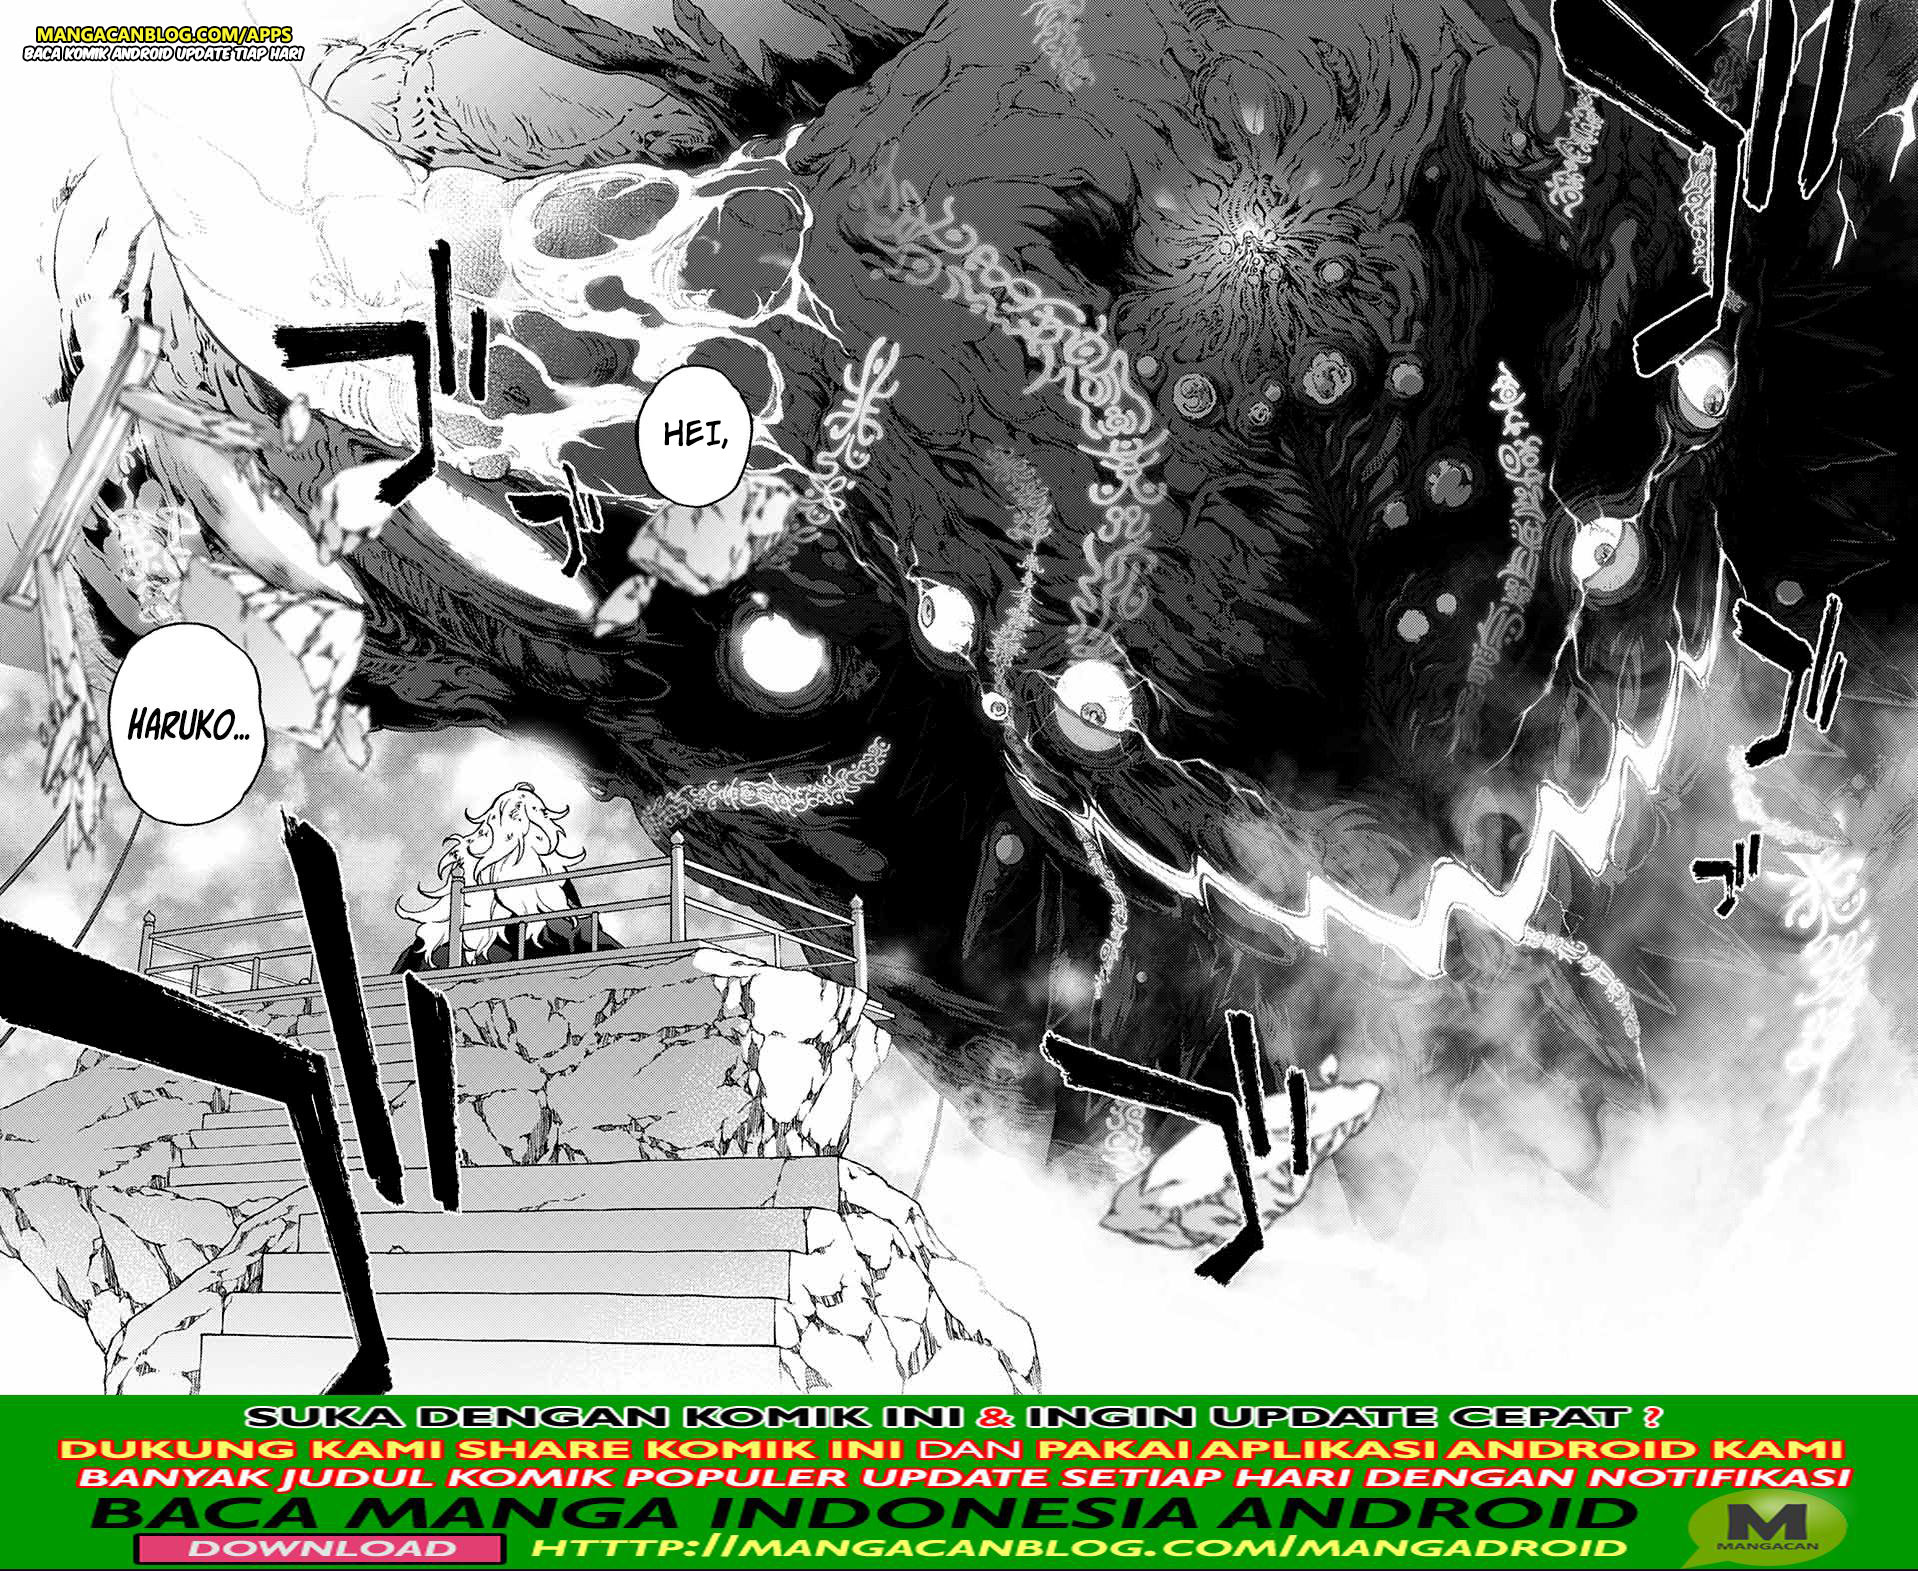 MANGACANBLOG.COM/APPS
BACA KOMIK ANDROID UPDATE TIAP HARI
HEI,
HARUKO...
SUKA DENGAN KOMIK INI & INGIN UPDATE CEPAT ?
DUKUNG KAMI SHARE KOMIK INI DAN PAKAI APLIKASI ANDROID KAMI
BANYAK JUDUL KOMIK POPULER UPDATE SETIAP HARI DENGAN NOTIFIKASI
BACA MANGA INDONESIA ANDROID
DOWNLOAD HTTTP://MANGACANBLOG.COM/MANGADROID
M
MANGACAN